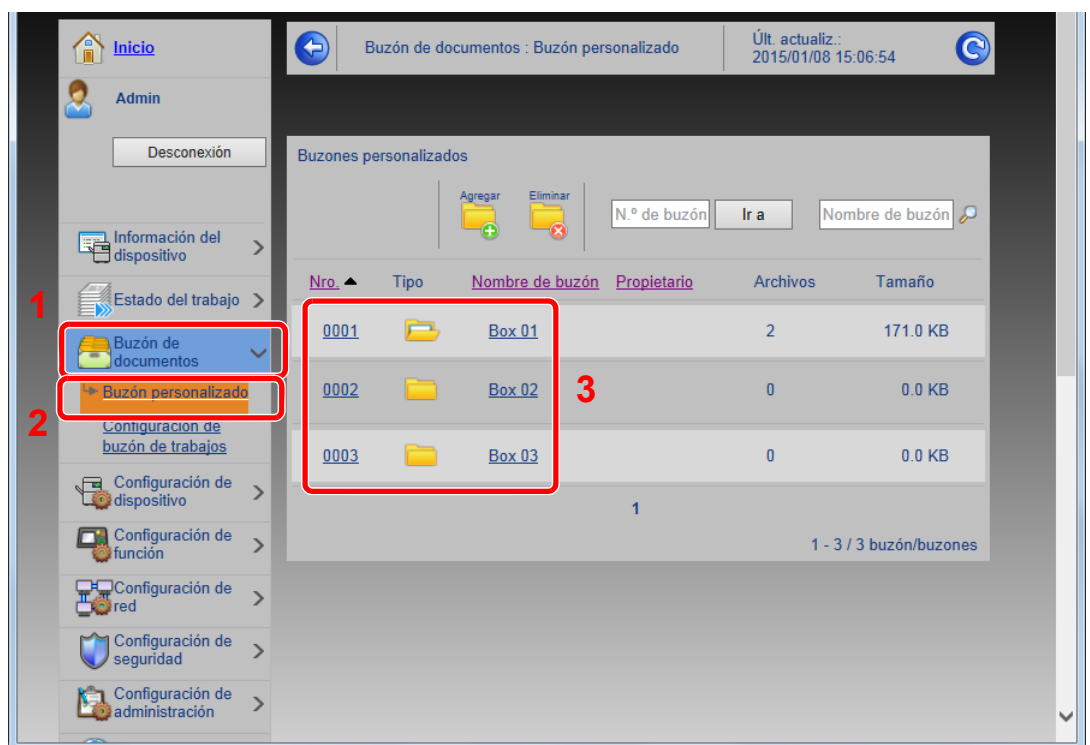 Inicio
Admin
Desconexión
Información del
dispositivo
1
Estado del trabajo
Buzón de
documentos
2
Buzón personalizado
Configuración de
buzón de trabajos
Configuración de
dispositivo
Configuración de
función
Configuración de
red
Configuración de
seguridad
Configuración de
administración
Buzón de documentos : Buzón personalizado
Últ. actualiz.:
2015/01/08 15:06:54
Buzones personalizados
Agregar Eliminar
N.º de buzón Ir a Nombre de buzón
Nro. Tipo Nombre de buzón Propietario Archivos Tamaño
0001 Box 01 2 171.0 KB
0002 Box 02 3 0 0.0 KB
0003 Box 03 0 0.0 KB
1
1 - 3 / 3 buzón/buzones